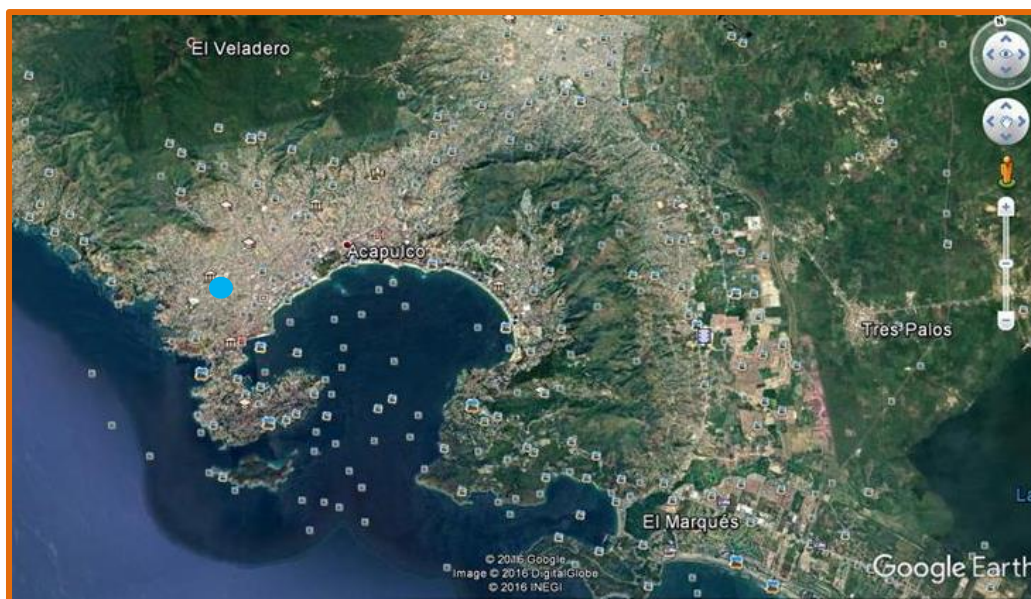 El Veladero
N
Acapulco
Tres Palos
El Marqués
© 2016 Google
Image © 2016 DigitalGlobe
© 2016 INEGI
Google Earth